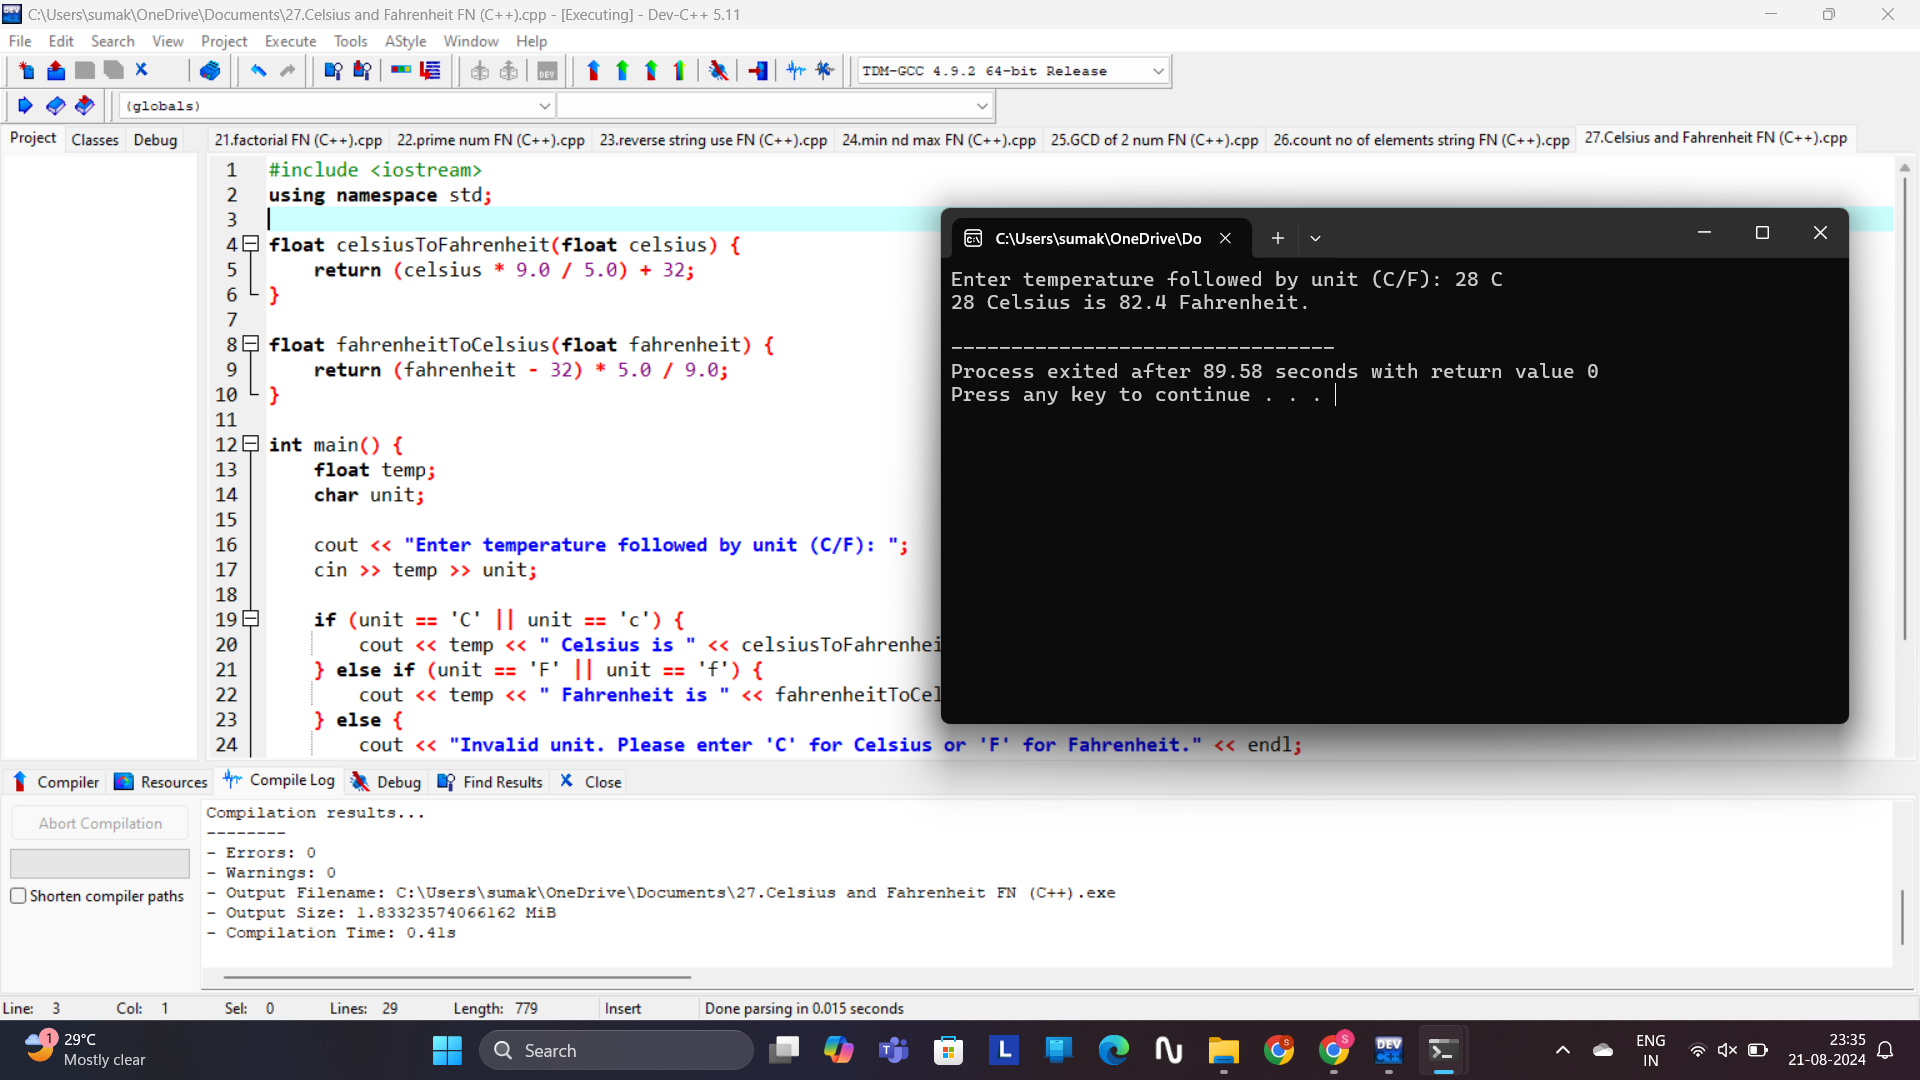 C:\Users\sumak\OneDrive\Documents\27.Celsius and Fahrenheit FN (C++).cpp - [Executing] - Dev-C++ 5.11
File Edit Search View Project Execute Tools AStyle Window Help
TDM-GCC 4.9.2 64-bit Release
(globals)
Project Classes Debug
21.factorial FN (C++).cpp 22.prime num FN (C++).cpp 23.reverse string use FN (C++).cpp 24.min nd max FN (C++).cpp 25.GCD of 2 num FN (C++).cpp 26.count no of elements string FN (C++).cpp 27.Celsius and Fahrenheit FN (C++).cpp
1 #include <iostream>
2 using namespace std;
3
4 float celsiusToFahrenheit(float celsius) {
5 return (celsius * 9.0 / 5.0) + 32;
6 }
7
8 float fahrenheitToCelsius(float fahrenheit) {
9 return (fahrenheit - 32) * 5.0 / 9.0;
10 }
11
12 int main() {
13 float temp;
14 char unit;
15
16 cout << "Enter temperature followed by unit (C/F): ";
17 cin >> temp >> unit;
18
19 if (unit == 'C' || unit == 'c') {
20 cout << temp << " Celsius is " << celsiusToFahrenhei
21 } else if (unit == 'F' || unit == 'f') {
22 cout << temp << " Fahrenheit is " << fahrenheitToCel
23 } else {
24 cout << "Invalid unit. Please enter 'C' for Celsius or 'F' for Fahrenheit." << endl;
C:\Users\sumak\OneDrive\Do
Enter temperature followed by unit (C/F): 28 C
28 Celsius is 82.4 Fahrenheit.
--------------------------------
Process exited after 89.58 seconds with return value 0
Press any key to continue . . .
Compiler Resources Compile Log Debug Find Results Close
Abort Compilation
Shorten compiler paths
Compilation results...
--------
- Errors: 0
- Warnings: 0
- Output Filename: C:\Users\sumak\OneDrive\Documents\27.Celsius and Fahrenheit FN (C++).exe
- Output Size: 1.83323574066162 MiB
- Compilation Time: 0.41s
Line: 3 Col: 1 Sel: 0 Lines: 29 Length: 779 Insert Done parsing in 0.015 seconds
1
29°C
Mostly clear
Search
L
DEV
C++
S
S
ENG
IN
23:35
21-08-2024